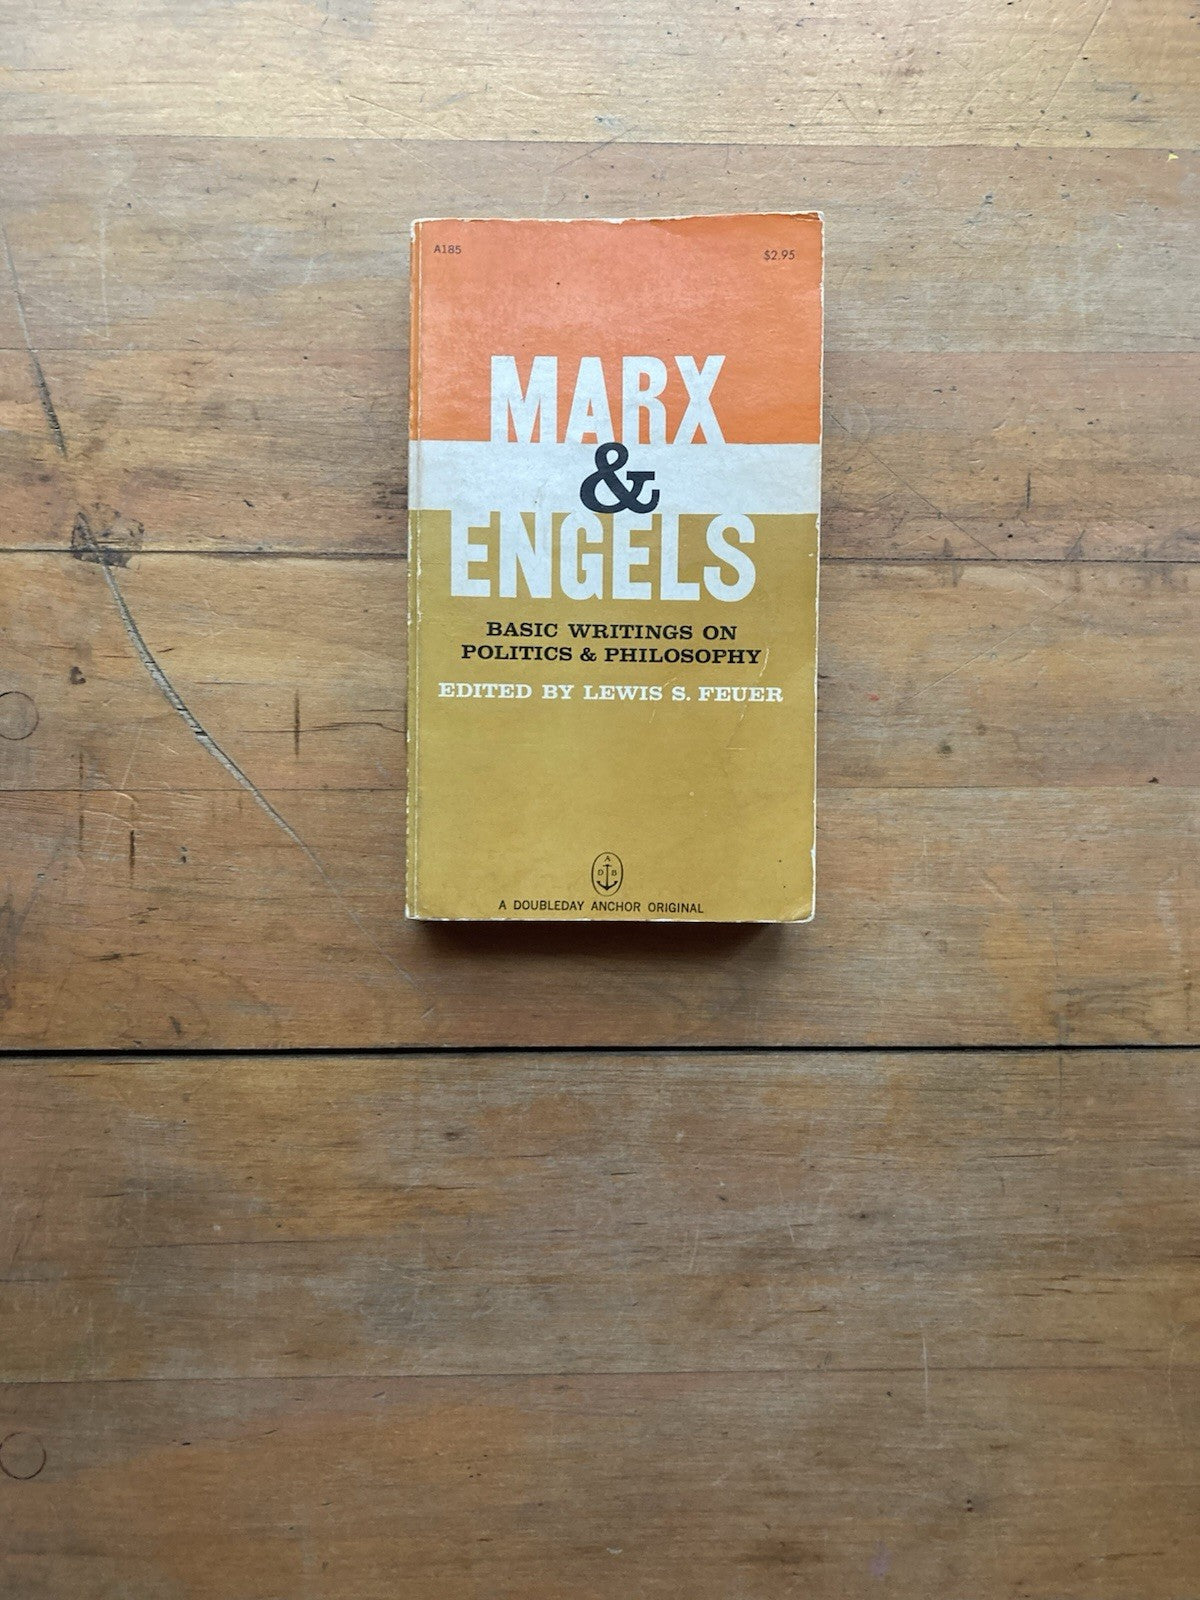 A185
$2.95
MARX
&
ENGELS
BASIC WRITINGS ON
POLITICS & PHILOSOPHY
EDITED BY LEWIS S. FEUER
A
D B
A DOUBLEDAY ANCHOR ORIGINAL